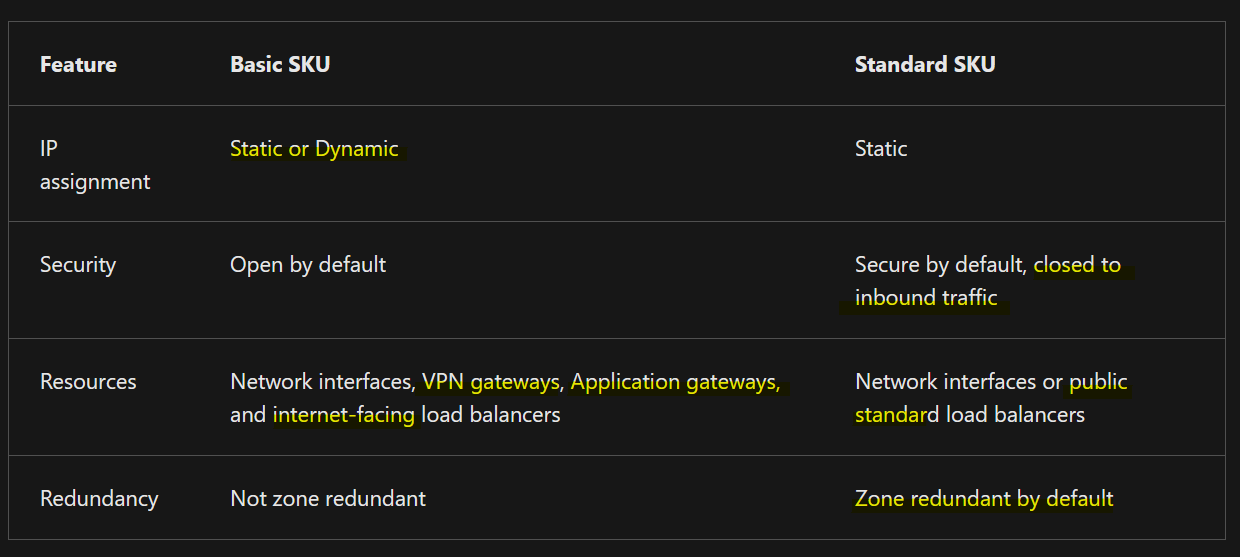 Feature Basic SKU Standard SKU
IP Static or Dynamic Static
assignment
Security Open by default Secure by default, closed to
inbound traffic
Resources Network interfaces, VPN gateways, Application gateways, Network interfaces or public
and internet-facing load balancers standard load balancers
Redundancy Not zone redundant Zone redundant by default